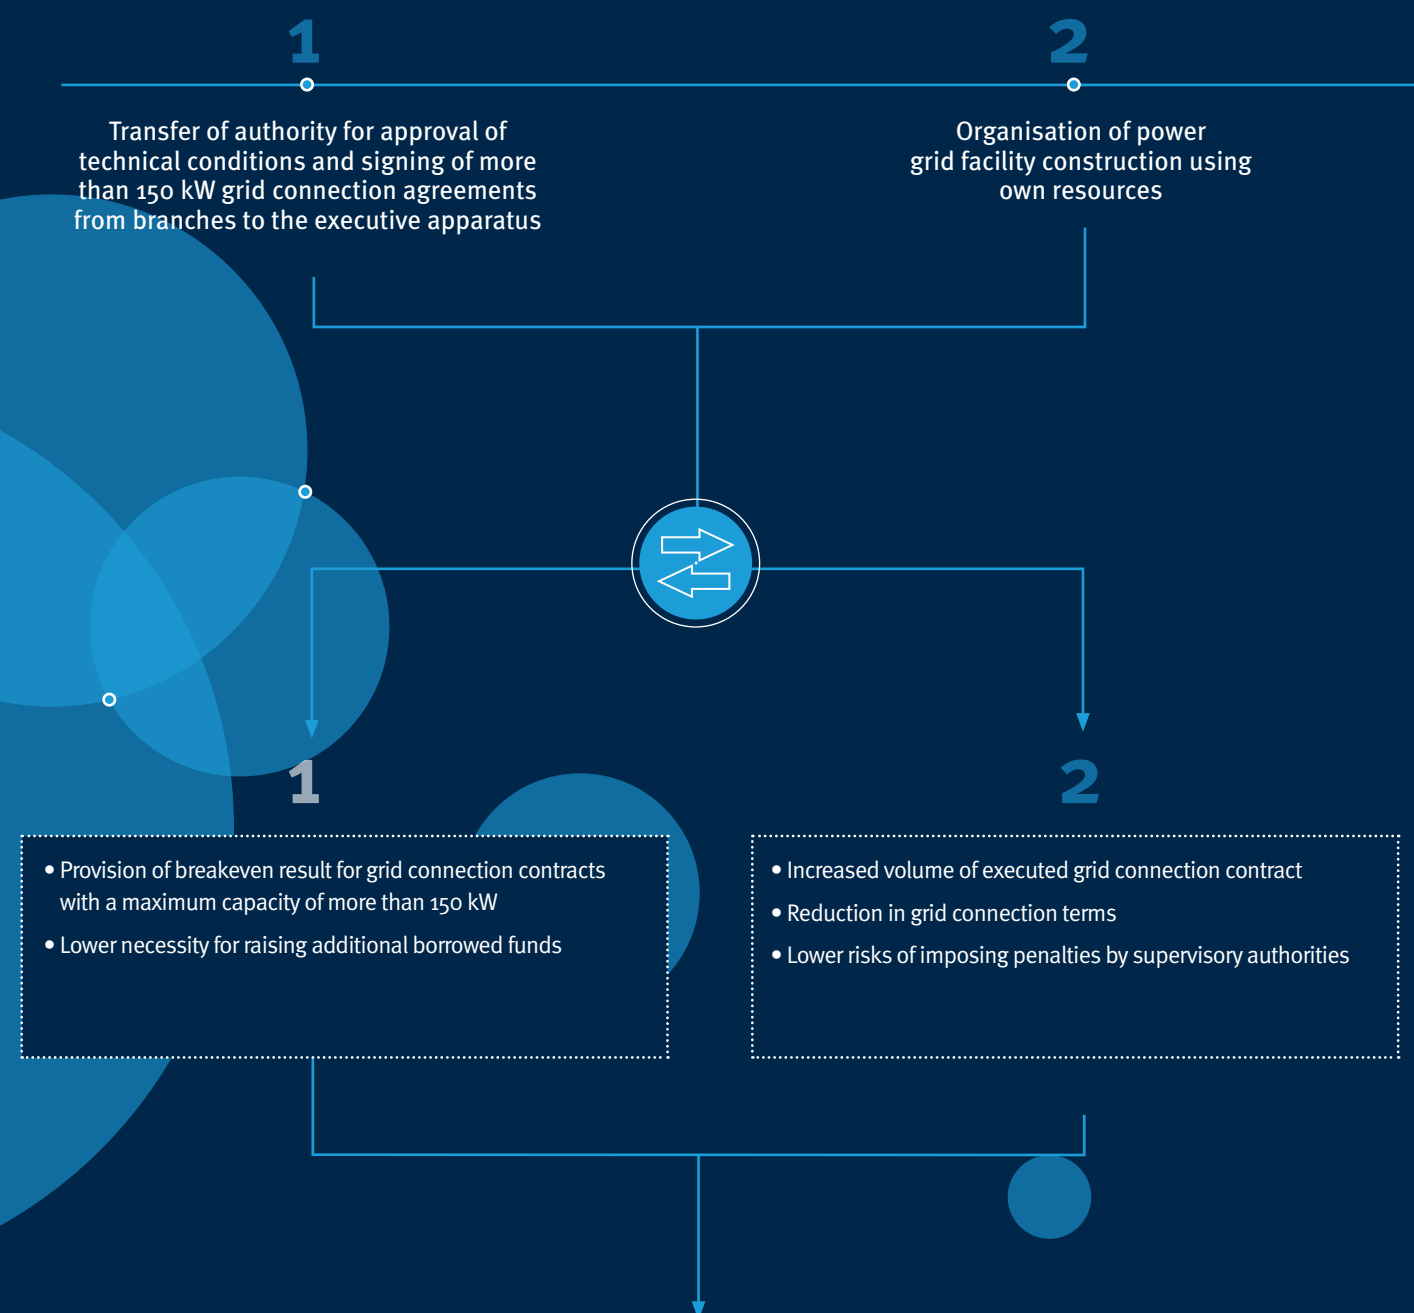 1
Transfer of authority for approval of
technical conditions and signing of more
than 150 kW grid connection agreements
from branches to the executive apparatus
2
Organisation of power
grid facility construction using
own resources
1
• Provision of breakeven result for grid connection contracts
with a maximum capacity of more than 150 kW
• Lower necessity for raising additional borrowed funds
2
• Increased volume of executed grid connection contract
• Reduction in grid connection terms
• Lower risks of imposing penalties by supervisory authorities